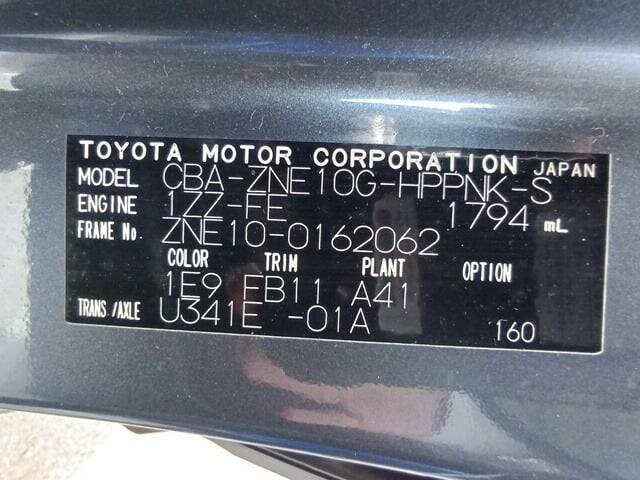 TOYOTA MOTOR CORPORATION JAPAN
MODEL CBA-ZNE10G-HPPNK-S
ENGINE 1ZZ-FE 1794 mL
FRAME No. ZNE10-0162062
COLOR TRIM PLANT OPTION
1E9 EB11 A41
TRANS /AXLE U341E -01A 160